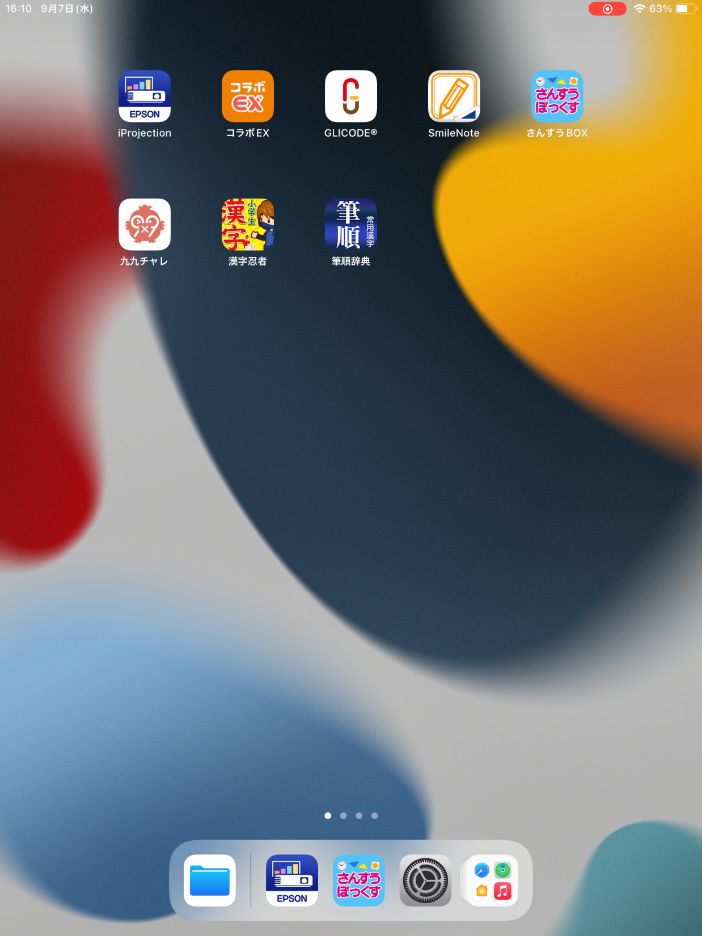 16:10 9月7日(水)
63%
EPSON
コラボ
EX
さんすう
ぼっくす
iProjection
コラボEX
GLICODE®
SmileNote
さんすうBOX
9×9
小学生
漢字
筆順
常用漢字
九九チャレ
漢字忍者
筆順辞典
EPSON
さんすう
ぼっくす